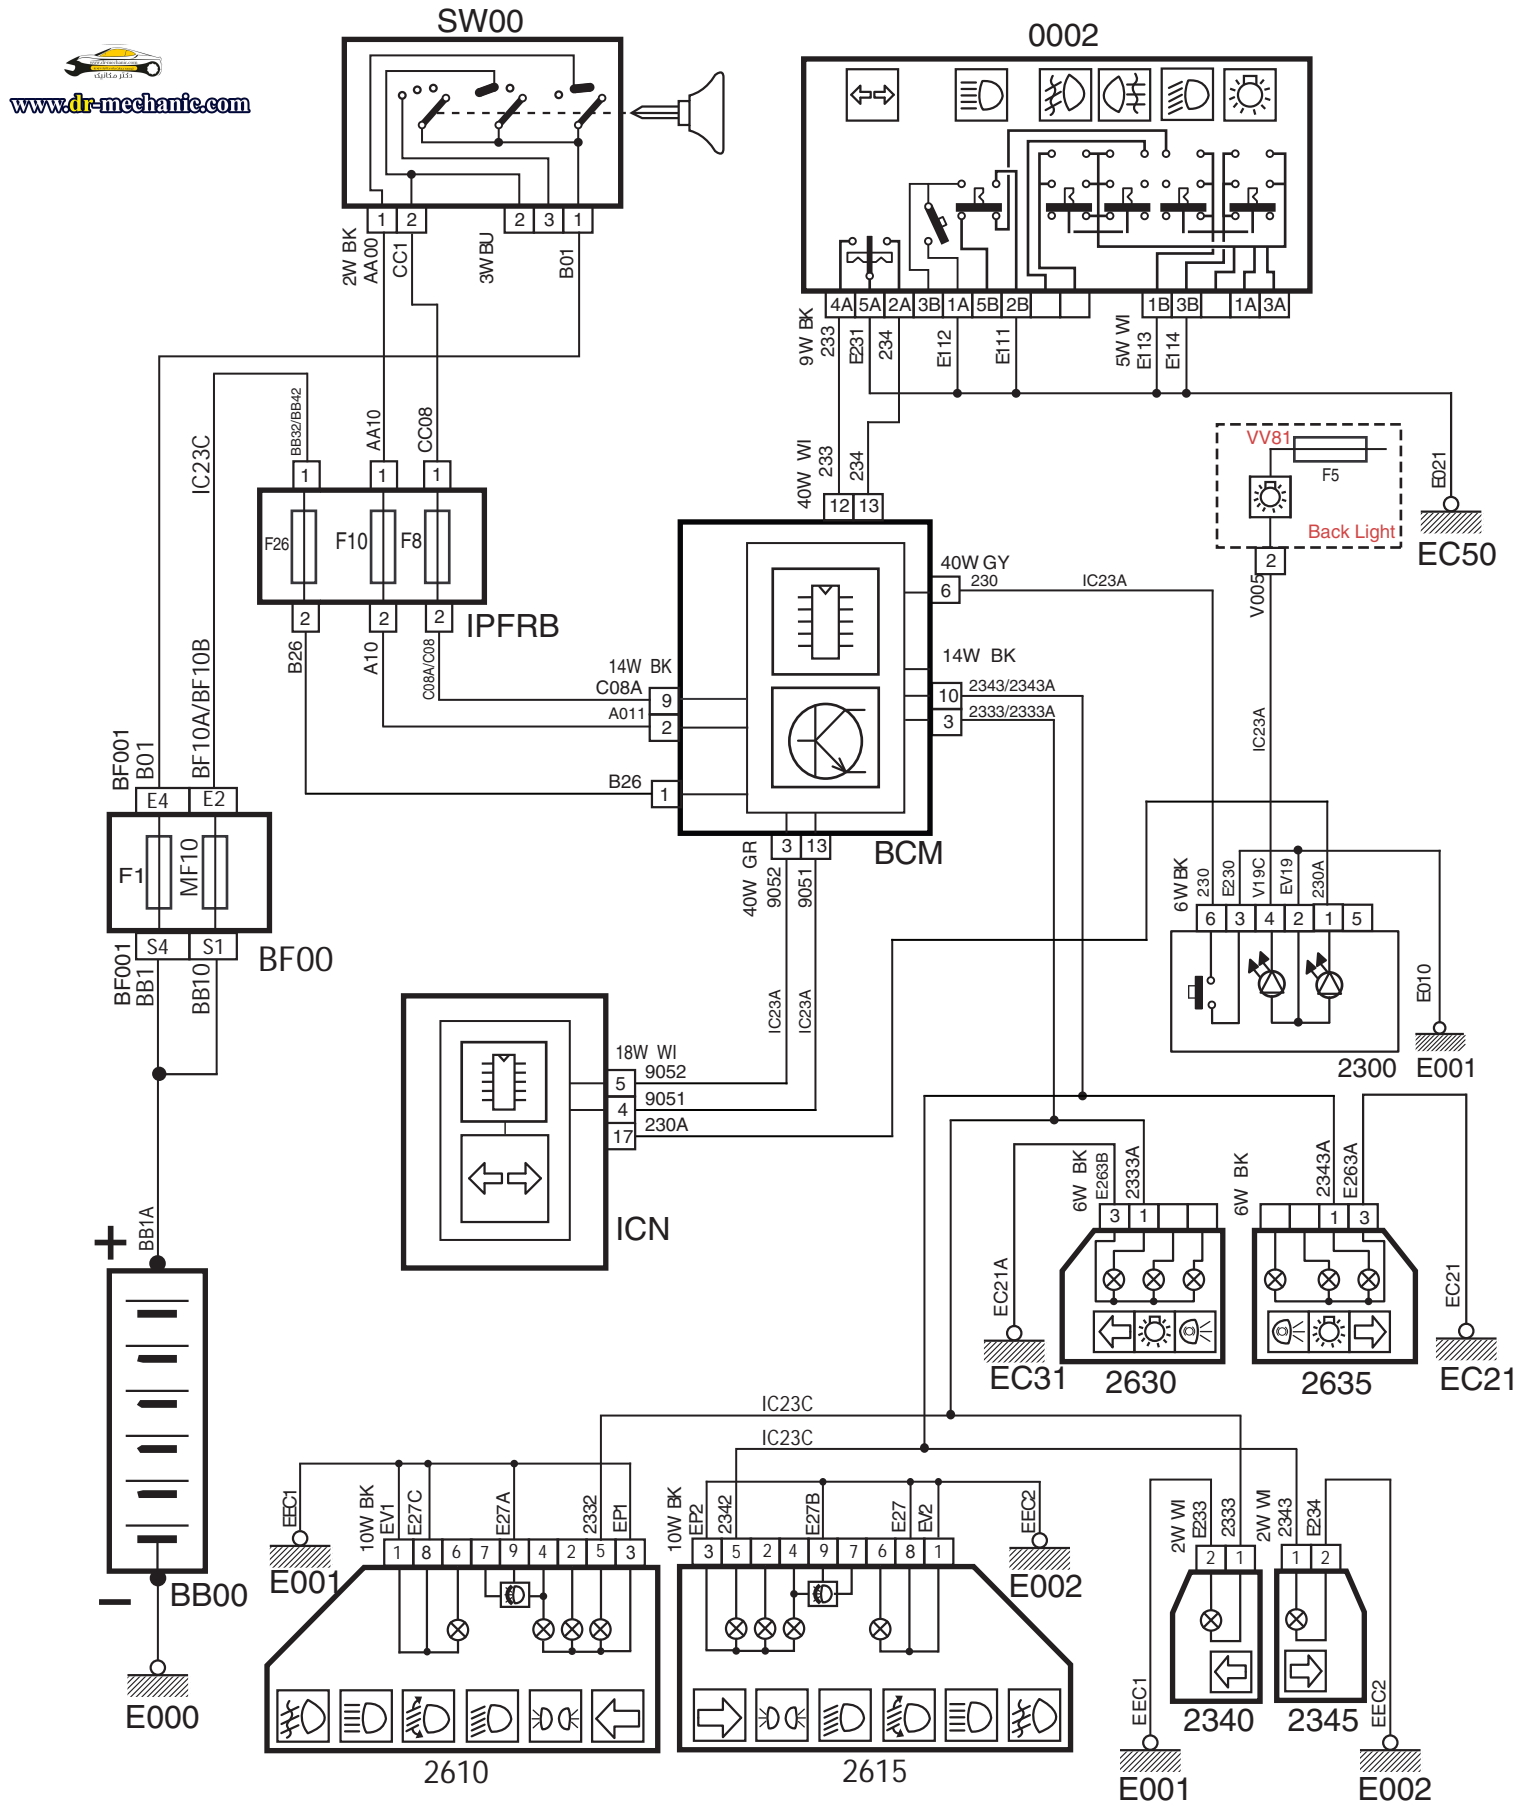 SW00
0002
dr-mechanic.com
دکتر مکانیک
www.dr-mechanic.com
1 2 2 3 1
2W BK
AA00
CC1
3W BU
B01
4A 5A 2A 3B 1A 5B 2B 1B 3B 1A 3A
9W BK
233
E231
234
E112
E111
5W WI
E113
E114
BB32/BB42
AA10
CC08
IC23C
40W WI
233
234
VV81
F5
Back Light
2
V005
E021
EC50
1 1 1
F26 F10 F8
2 2 2
IPFRB
B26
A10
C08A/C08
12 13
40W GY
6 230 IC23A
14W BK
10 2343/2343A
3 2333/2333A
14W BK
C08A 9
A011 2
B26 1
BCM
3 13
40W GR
9052
9051
IC23A
IC23A
IC23A
BF001
B01
BF10A/BF10B
E4 E2
F1 MF10
S4 S1
BF00
BF001
BB1
BB10
6W BK
230
E230
V19C
EV19
230A
6 3 4 2 1 5
2300
E010
E001
18W WI
5 9052
4 9051
17 230A
ICN
BB1A
+
−
BB00
E000
6W BK
E263B
2333A
3 1
EC21A
EC31
2630
6W BK
2343A
E263A
1 3
2635
EC21
EC21
IC23C
IC23C
EEC1
E001
10W BK
EV1
E27C
E27A
2332
EP1
1 8 6 7 9 4 2 5 3
2610
10W BK
EP2
2342
E27B
E27
EV2
3 5 2 4 9 7 6 8 1
2615
EEC2
E002
2W WI
E233
2333
2 1
2340
EEC1
E001
2W WI
2343
E234
1 2
2345
EEC2
E002